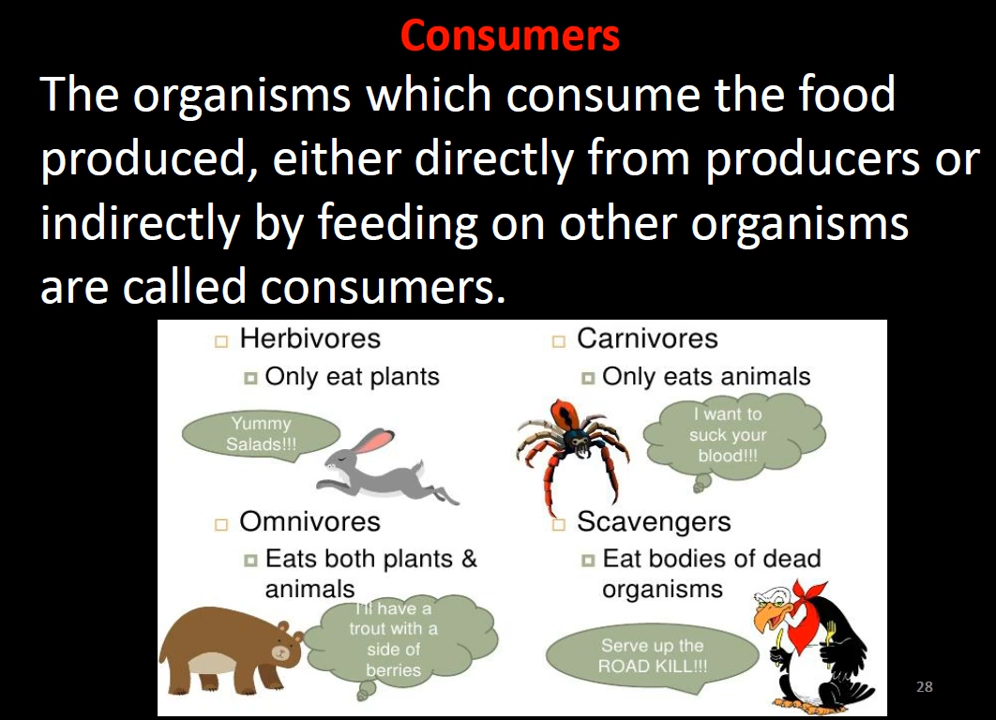 Consumers
The organisms which consume the food
produced, either directly from producers or
indirectly by feeding on other organisms
are called consumers.
Herbivores
Only eat plants
Yummy
Salads!!!
Carnivores
Only eats animals
I want to
suck your
blood!!!
Omnivores
Eats both plants &
animals
I'll have a
trout with a
side of
berries
Scavengers
Eat bodies of dead
organisms
Serve up the
ROAD KILL!!!
28